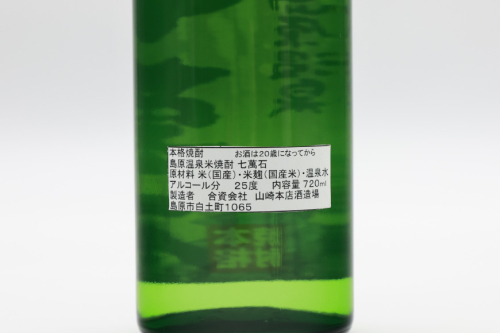 本格焼酎　お酒は20歳になってから
島原温泉米焼酎 七萬石
原材料 米(国産)・米麹(国産米)・温泉水
アルコール分　25度　内容量 720ml
製造者　合資会社 山崎本店酒造場
島原市白土町1065